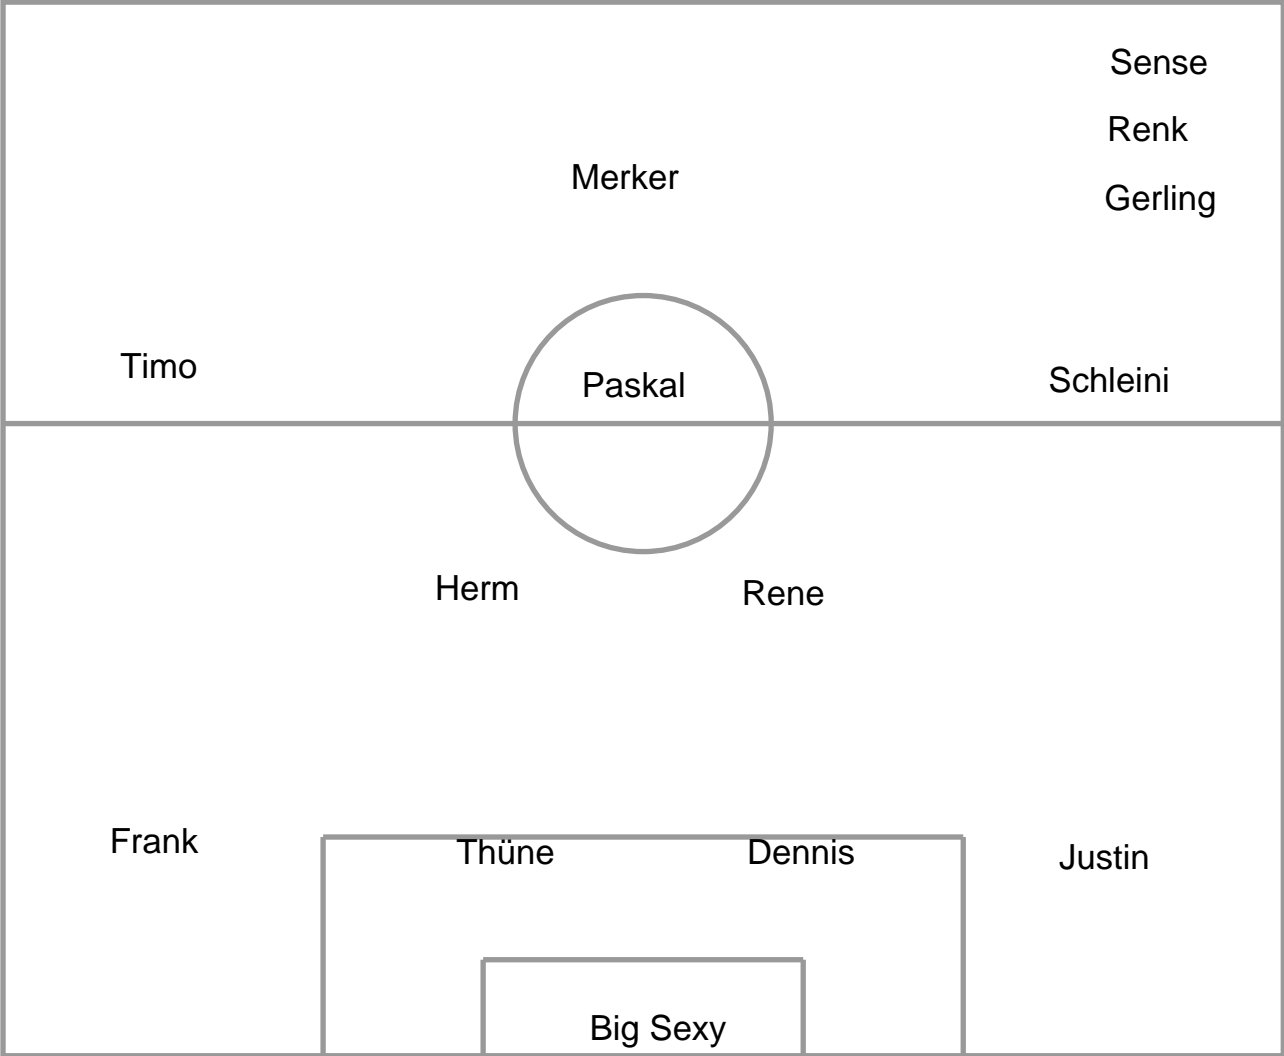 Sense
Renk
Merker
Gerling
Timo
Paskal
Schleini
Herm
Rene
Frank
Thüne
Dennis
Justin
Big Sexy